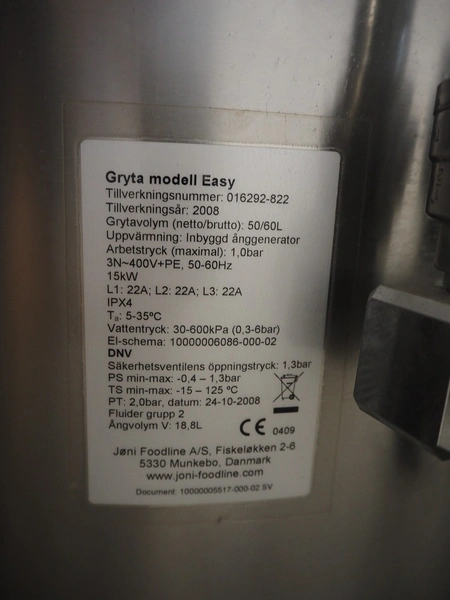 Gryta modell Easy
Tillverkningsnummer: 016292-822
Tillverkningsår: 2008
Grytavolym (netto/brutto): 50/60L
Uppvärmning: Inbyggd ånggenerator
Arbetstryck (maximal): 1,0bar
3N~400V+PE, 50-60Hz
15kW
L1: 22A; L2: 22A; L3: 22A
IPX4
Ta: 5-35ºC
Vattentryck: 30-600kPa (0,3-6bar)
El-schema: 10000006086-000-02
DNV
Säkerhetsventilens öppningstryck: 1,3bar
PS min-max: -0,4 – 1,3bar
TS min-max: -15 – 125 ºC
PT: 2,0bar, datum: 24-10-2008
Fluider grupp 2
Ångvolym V: 18,8L
CE 0409
Jøni Foodline A/S, Fiskeløkken 2-6
5330 Munkebo, Danmark
www.joni-foodline.com
Document: 10000005517-000-02 SV